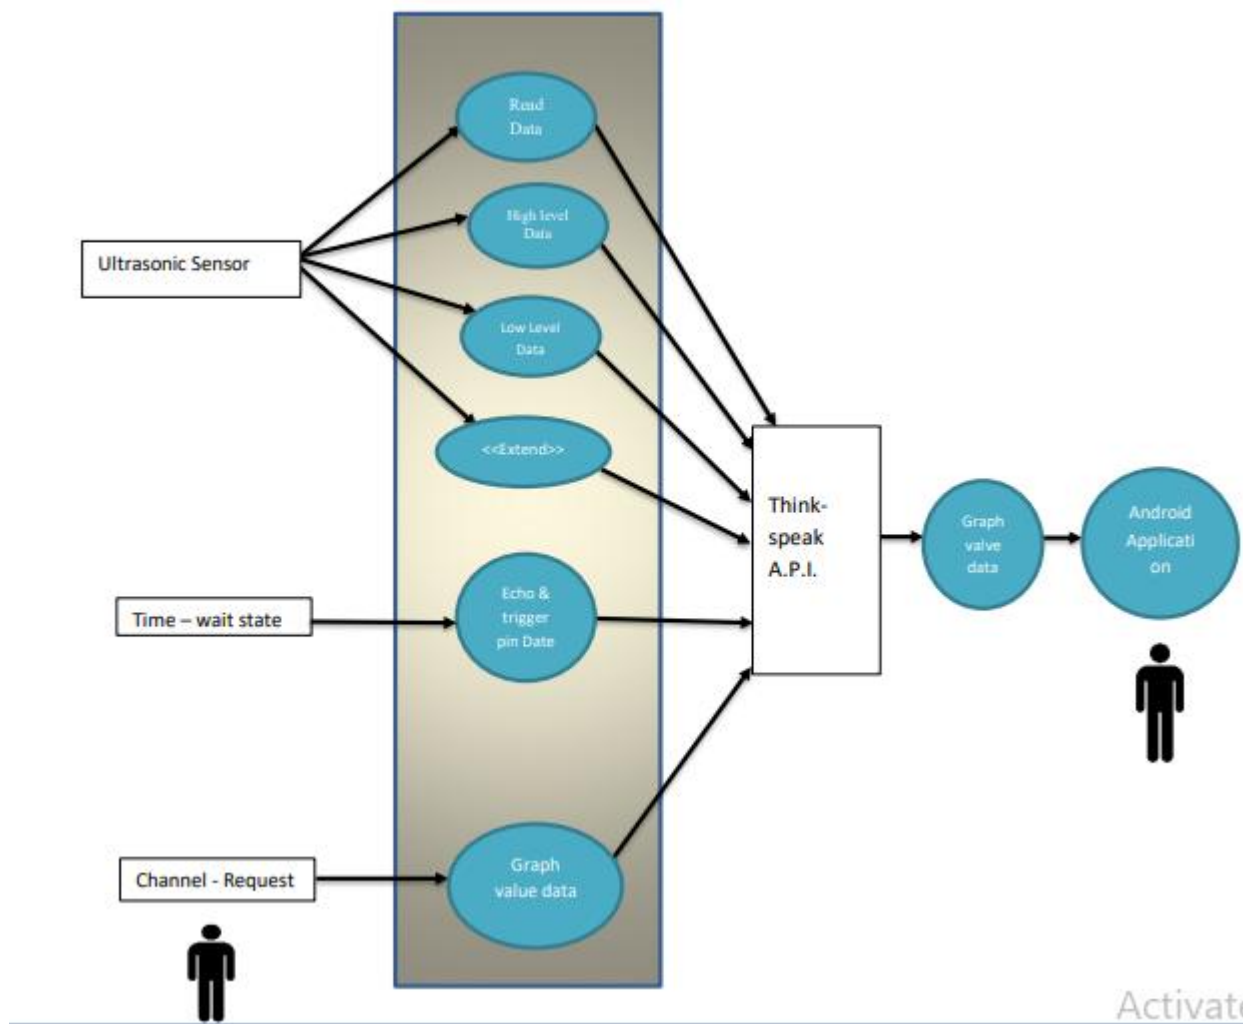 Read
Data
High level
Data
Ultrasonic Sensor
Low Level
Data
<<Extend>>
Think-
speak
A.P.I.
Graph
valve
data
Android
Applicati
on
Time – wait state
Echo &
trigger
pin Date
Channel - Request
Graph
value data
Activate